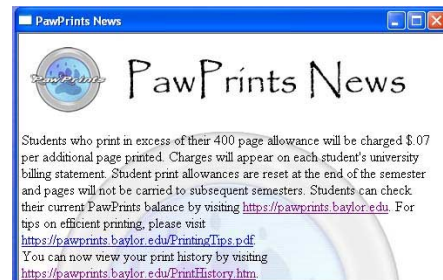 PawPrints News
PawPrints
PawPrints News
Students who print in excess of their 400 page allowance will be charged $.07
per additional page printed. Charges will appear on each student's university
billing statement. Student print allowances are reset at the end of the semester
and pages will not be carried to subsequent semesters. Students can check
their current PawPrints balance by visiting https://pawprints.baylor.edu. For
tips on efficient printing, please visit
https://pawprints.baylor.edu/PrintingTips.pdf.
You can now view your print history by visiting
https://pawprints.baylor.edu/PrintHistory.htm.